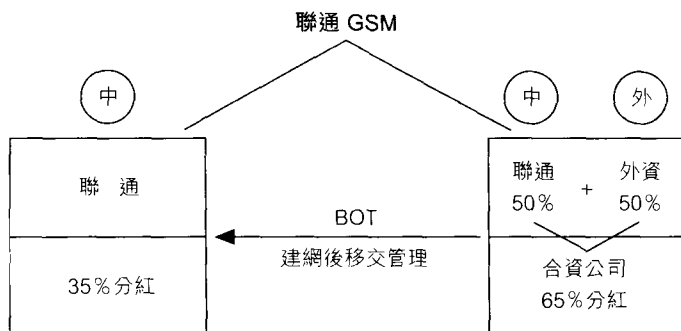 聯通 GSM
中
中
外
聯 通
聯通 + 外資
50% 50%
BOT
建網後移交管理
35%分紅
合資公司
65%分紅